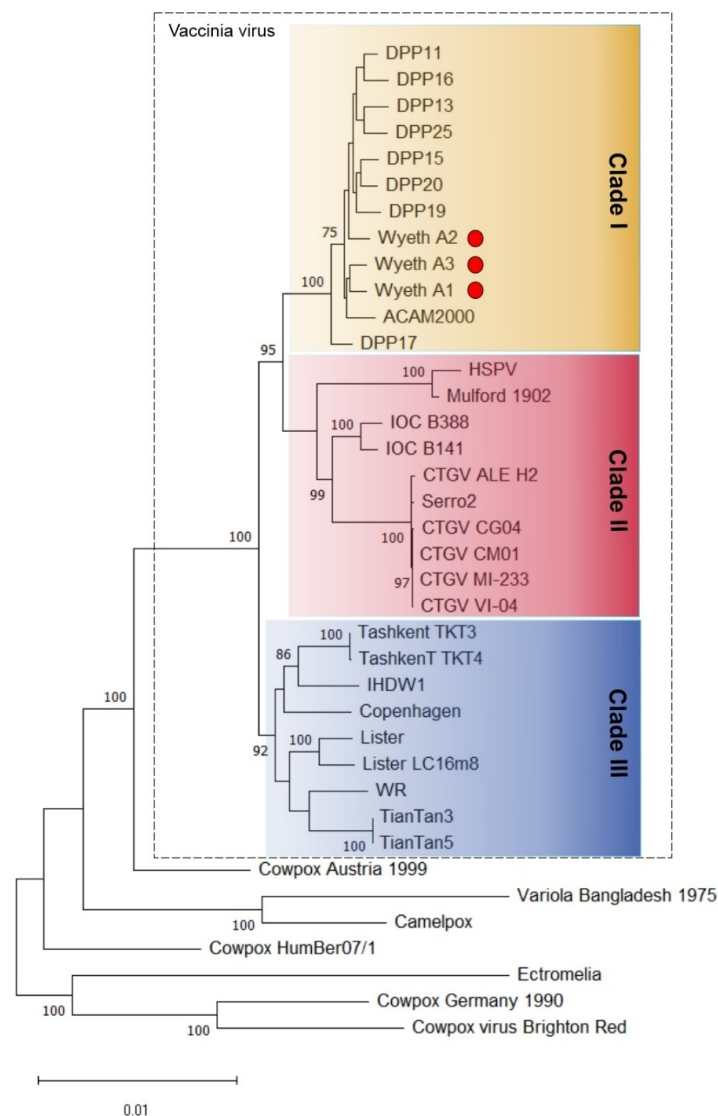 Vaccinia virus
DPP11
DPP16
DPP13
DPP25
DPP15
DPP20
DPP19
75
Wyeth A2
Wyeth A3
100
Wyeth A1
ACAM2000
DPP17
Clade I
95
100
HSPV
Mulford 1902
100
IOC B388
IOC B141
CTGV ALE H2
99
Serro2
CTGV CG04
100
CTGV CM01
97
CTGV MI-233
CTGV VI-04
Clade II
100
100
Tashkent TKT3
86
TashkenT TKT4
IHDW1
Copenhagen
92
100
Lister
Lister LC16m8
WR
TianTan3
100
TianTan5
Clade III
100
Cowpox Austria 1999
Variola Bangladesh 1975
100
Camelpox
Cowpox HumBer07/1
Ectromelia
100
Cowpox Germany 1990
100
Cowpox virus Brighton Red
0.01